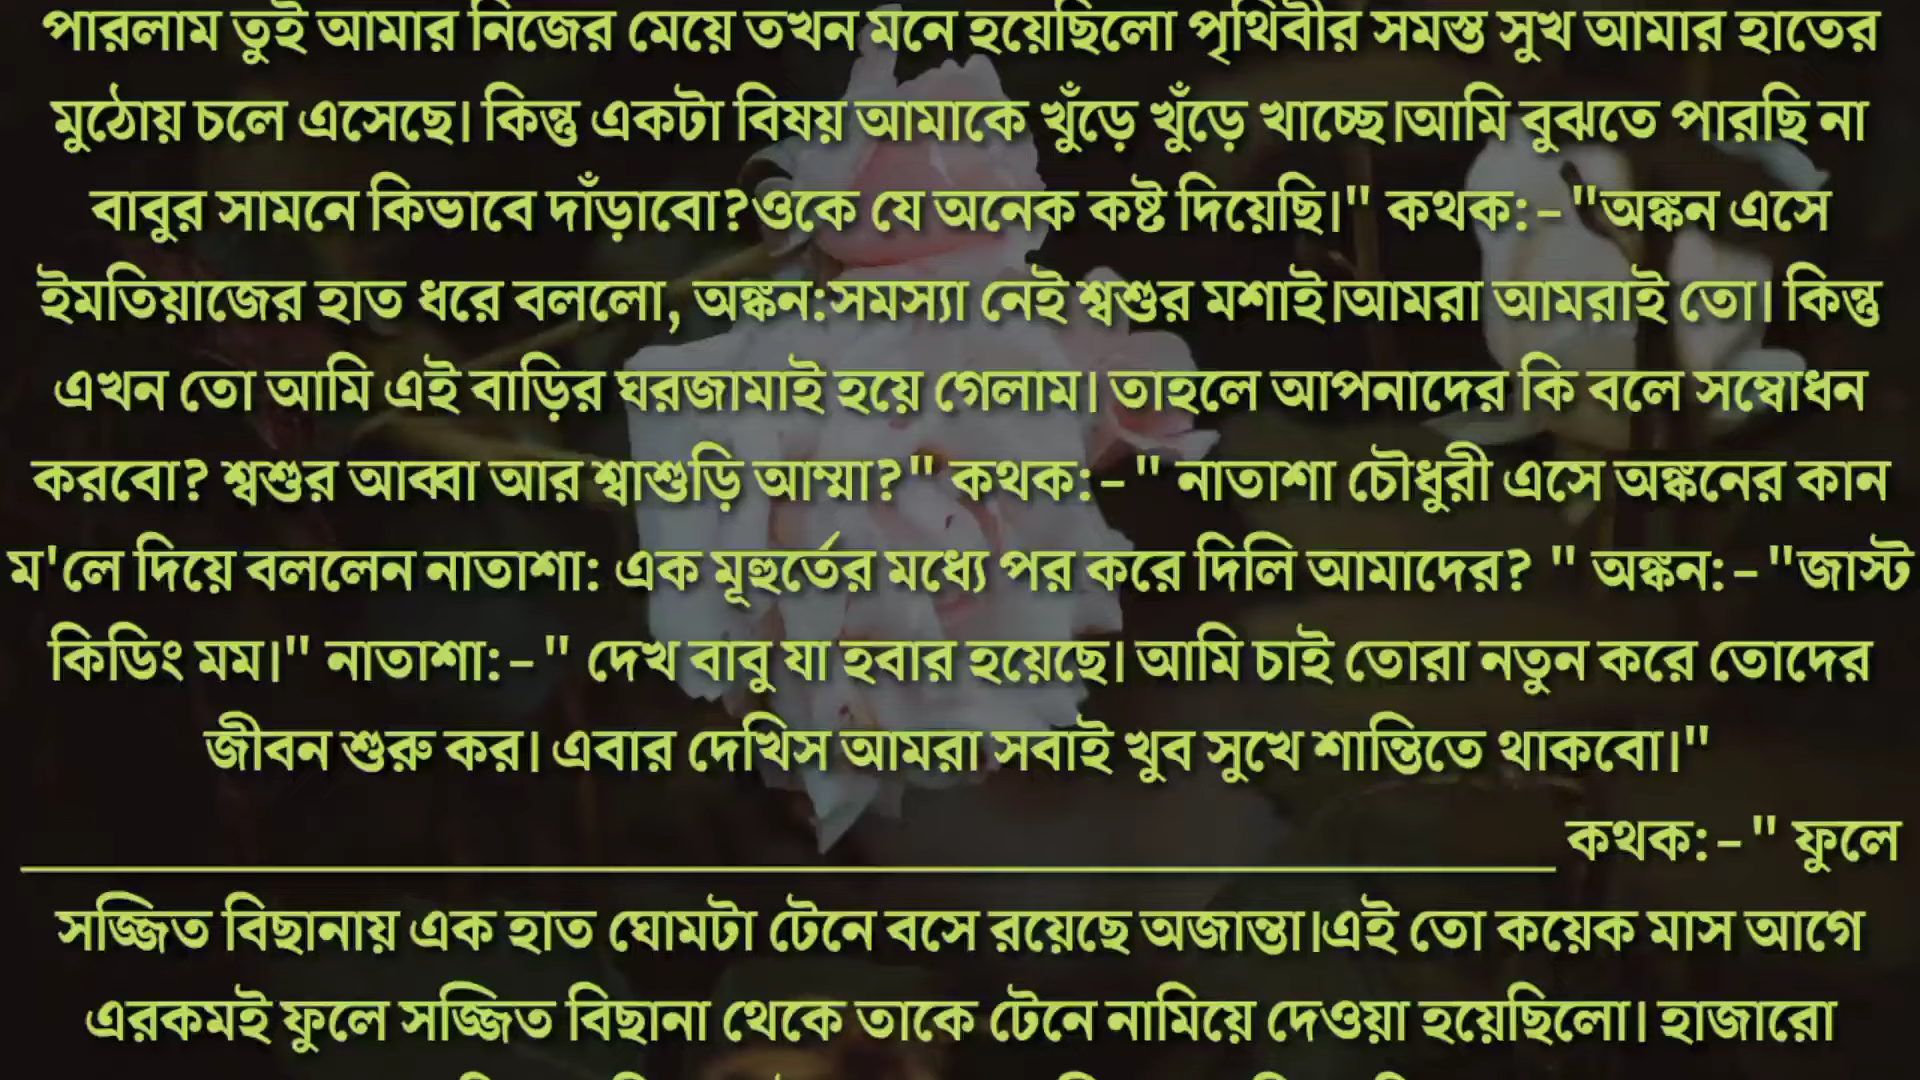 পারলাম তুই আমার নিজের মেয়ে তখন মনে হয়েছিলো পৃথিবীর সমস্ত সুখ আমার হাতের
মুঠোয় চলে এসেছে। কিন্তু একটা বিষয় আমাকে খুঁড়ে খুঁড়ে খাচ্ছে।আমি বুঝতে পারছি না
বাবুর সামনে কিভাবে দাঁড়াবো?ওকে যে অনেক কষ্ট দিয়েছি।" কথক:-"অঙ্কন এসে
ইমতিয়াজের হাত ধরে বললো, অঙ্কন:সমস্যা নেই শ্বশুর মশাই।আমরা আমরাই তো। কিন্তু
এখন তো আমি এই বাড়ির ঘরজামাই হয়ে গেলাম। তাহলে আপনাদের কি বলে সম্বোধন
করবো? শ্বশুর আব্বা আর শ্বাশুড়ি আম্মা?" কথক:-" নাতাশা চৌধুরী এসে অঙ্কনের কান
ম'লে দিয়ে বললেন নাতাশা: এক মূহুর্তের মধ্যে পর করে দিলি আমাদের? " অঙ্কন:-"জাস্ট
কিডিং মম।" নাতাশা:-" দেখ বাবু যা হবার হয়েছে। আমি চাই তোরা নতুন করে তোদের
জীবন শুরু কর। এবার দেখিস আমরা সবাই খুব সুখে শান্তিতে থাকবো।"
কথক:-" ফুলে
সজ্জিত বিছানায় এক হাত ঘোমটা টেনে বসে রয়েছে অজান্তা।এই তো কয়েক মাস আগে
এরকমই ফুলে সজ্জিত বিছানা থেকে তাকে টেনে নামিয়ে দেওয়া হয়েছিলো। হাজারো